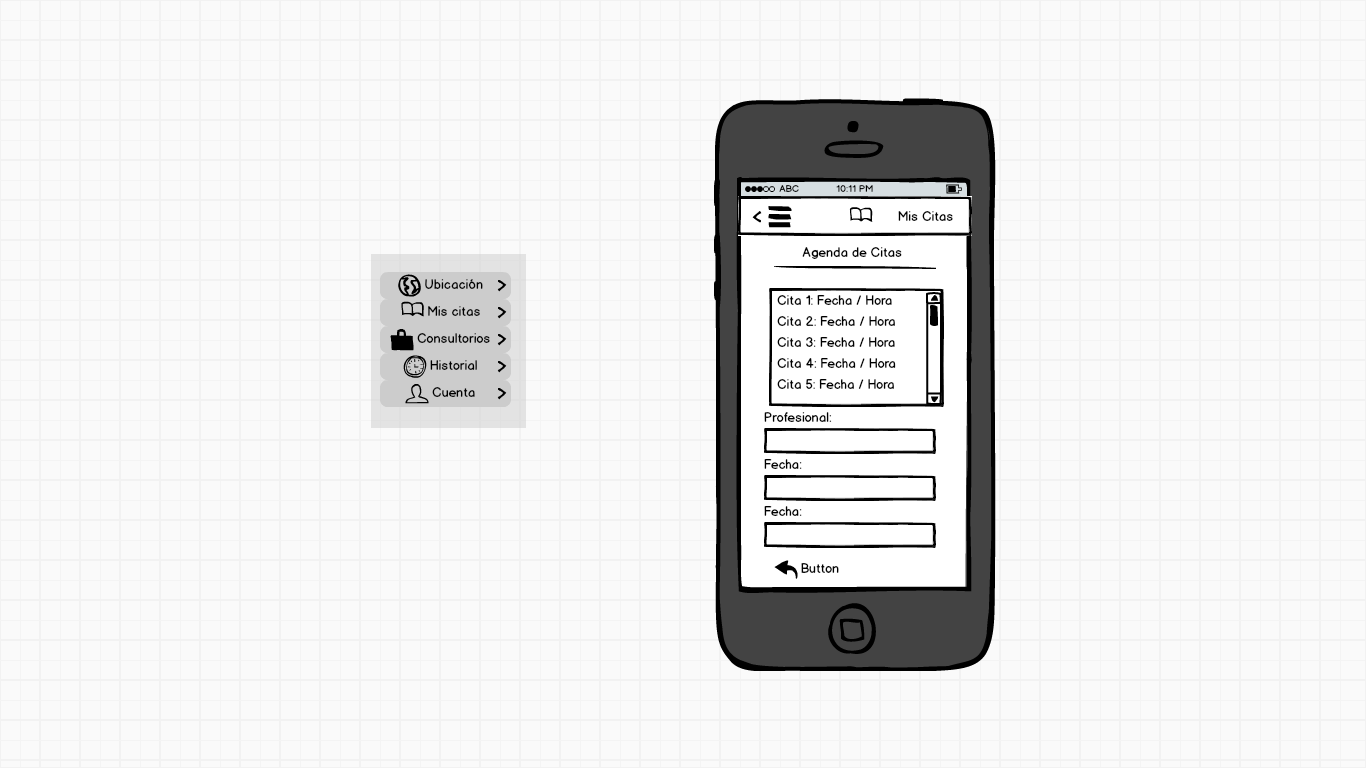 Ubicación
Mis citas
Consultorios
Historial
Cuenta
ABC 10:11 PM
Mis Citas
Agenda de Citas
Cita 1: Fecha / Hora
Cita 2: Fecha / Hora
Cita 3: Fecha / Hora
Cita 4: Fecha / Hora
Cita 5: Fecha / Hora
Profesional:
Fecha:
Fecha:
Button